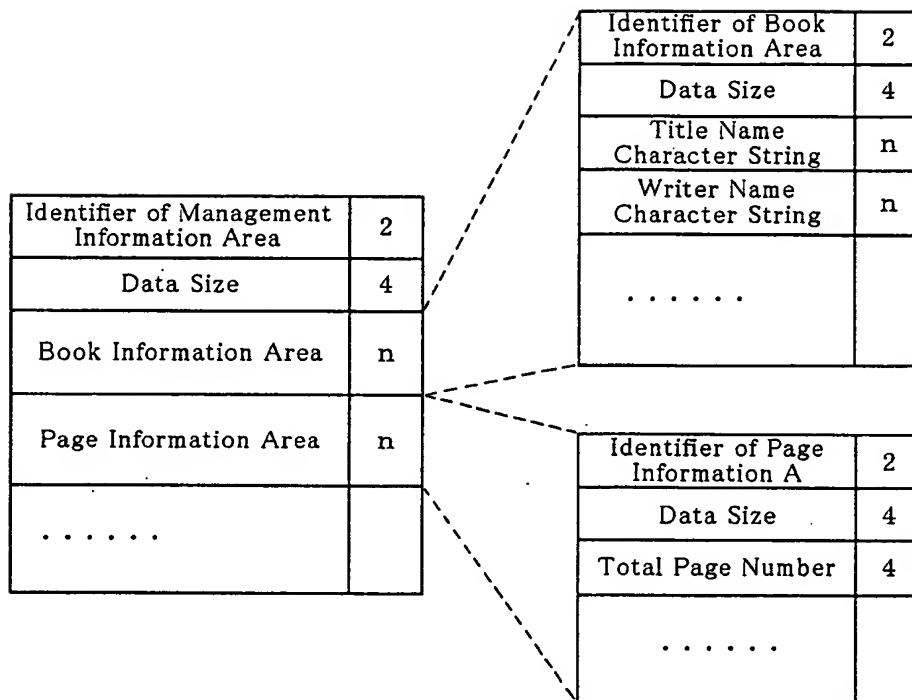 Identifier of Management
Information Area
2
Data Size
4
Book Information Area
n
Page Information Area
n
. . . . . .
Identifier of Book
Information Area
2
Data Size
4
Title Name
Character String
n
Writer Name
Character String
n
. . . . . .
Identifier of Page
Information A
2
Data Size
4
Total Page Number
4
. . . . . .